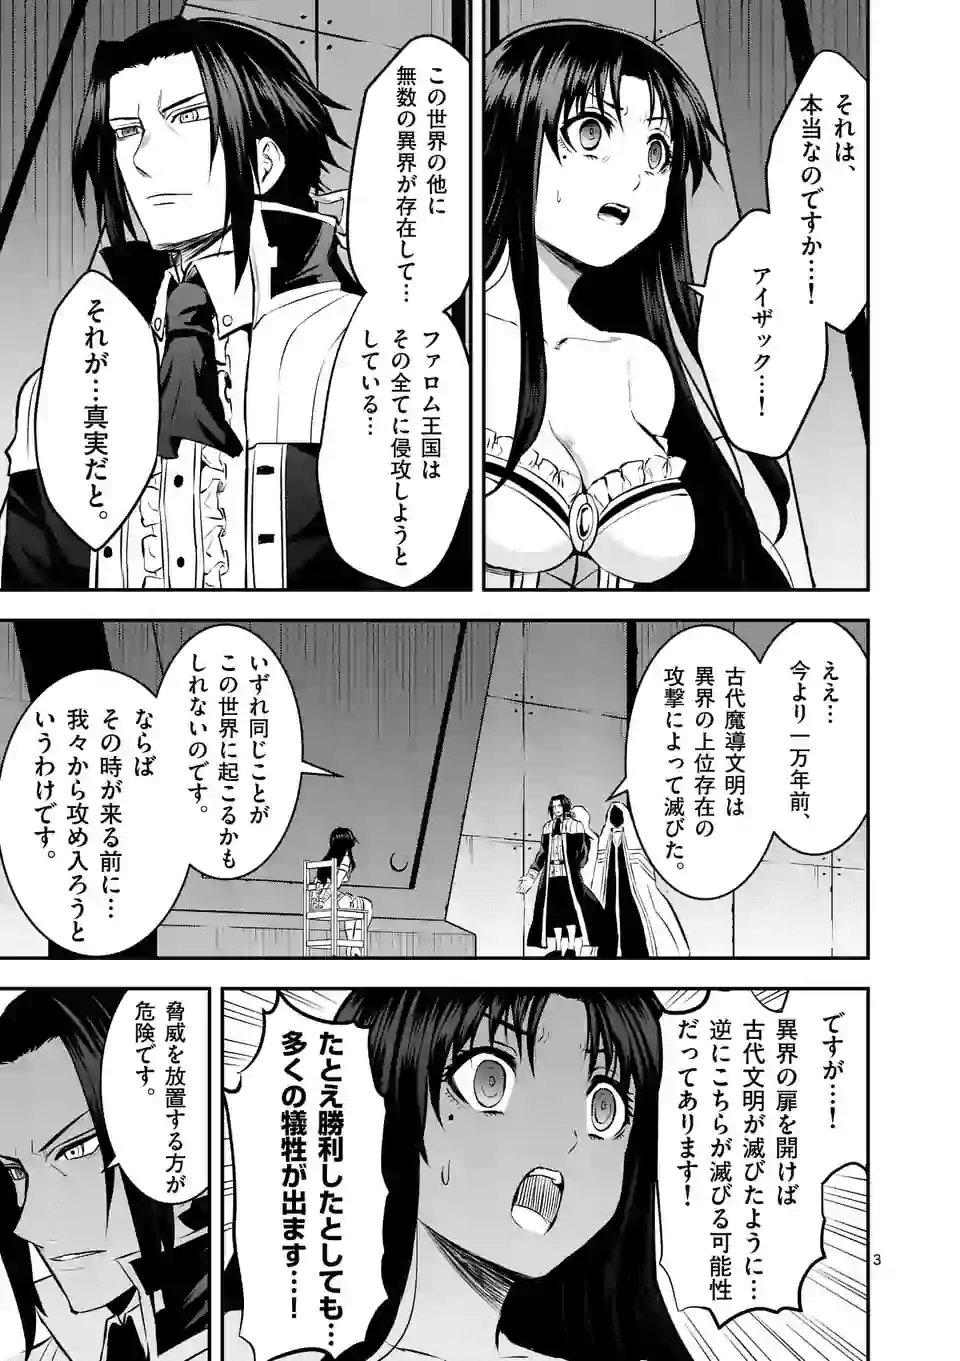 それは、
本当なのですか…！
アイザック…！
この世界の他に
無数の異界が存在して…
ファロム王国は
その全てに侵攻しようと
している…
それが…真実だと。
ええ…
今より一万年前、
古代魔導文明は
異界の上位存在の
攻撃によって滅びた。
いずれ同じことが
この世界に起こるかも
しれないのです。
ならば
その時が来る前に…
我々から攻め入ろうと
いうわけです。
ですが…！
異界の扉を開けば
古代文明が滅びたように…
逆にこちらが滅びる可能性
だってあります！
たとえ勝利したとしても…
多くの犠牲が出ます…！
脅威を放置する方が
危険です。
3